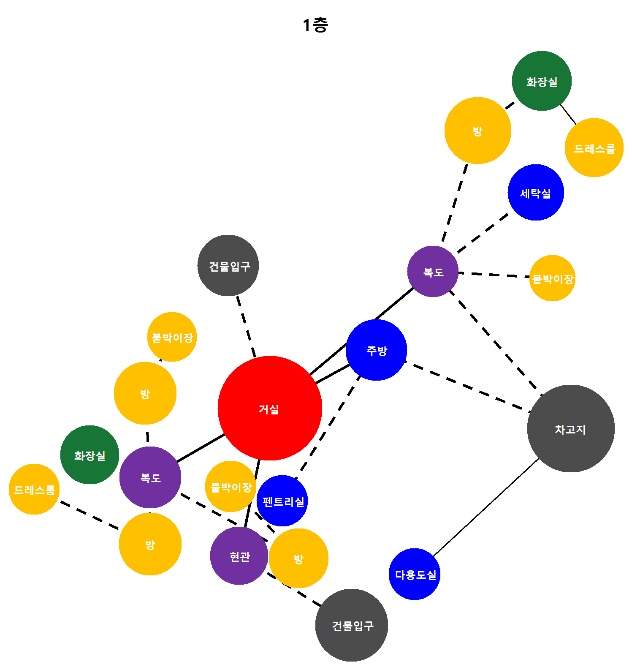 1층
화장실
방
드레스룸
세탁실
건물입구
복도
붙박이장
붙박이장
주방
방
거실
차고지
화장실
복도
드레스룸
붙박이장
펜트리실
방
현관
방
다용도실
건물입구